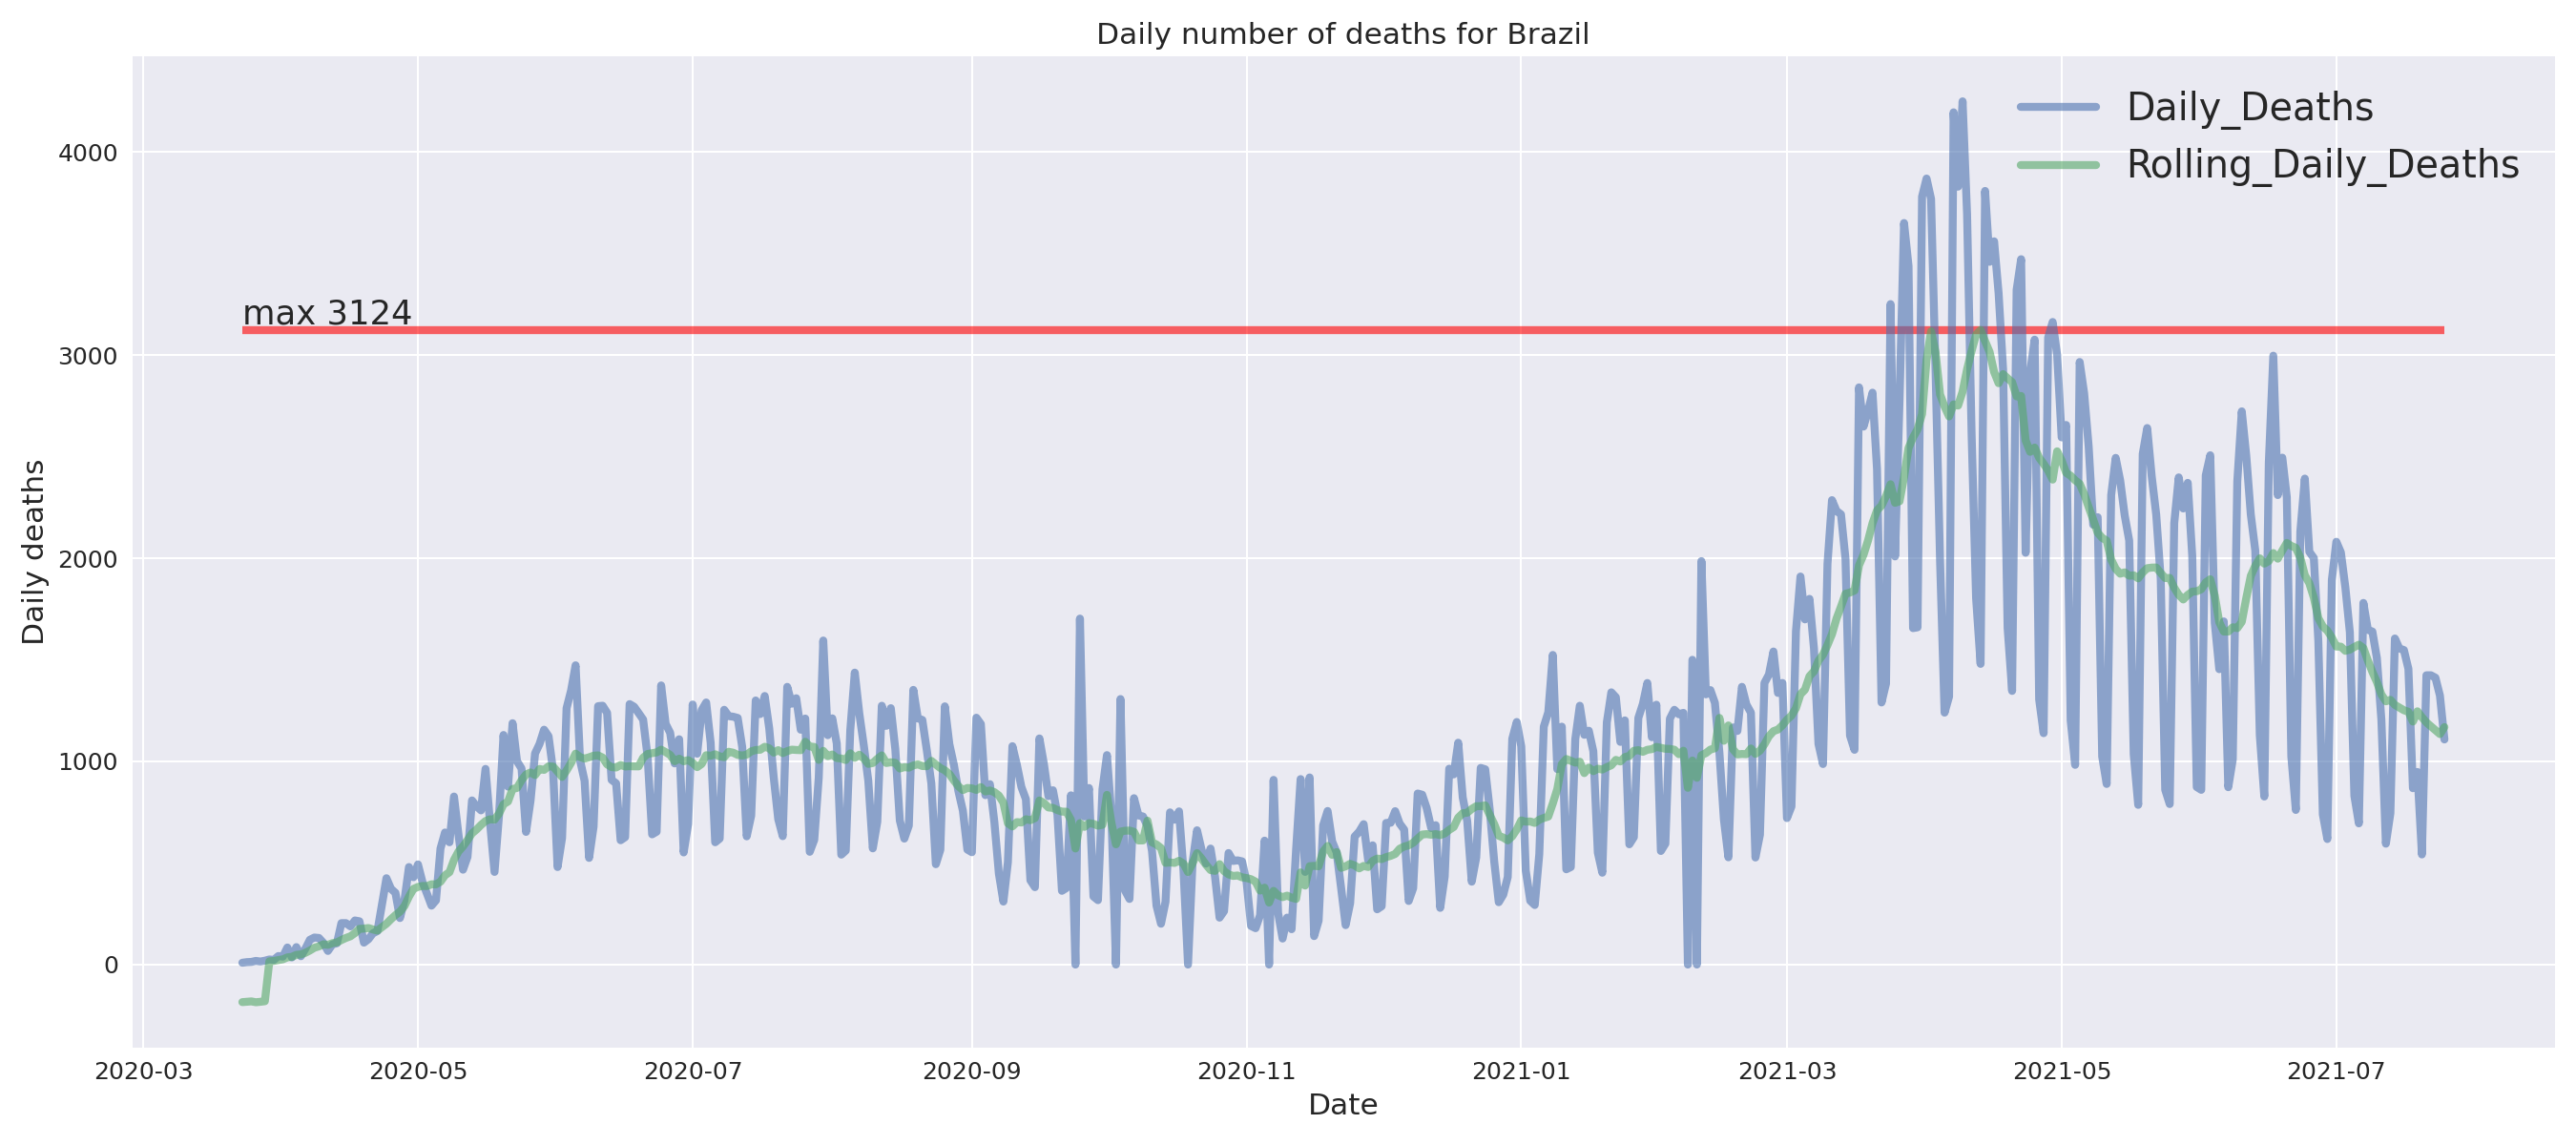 Daily number of deaths for Brazil
Daily_Deaths
Rolling_Daily_Deaths
max 3124
Daily deaths
4000
3000
2000
1000
0
2020-03 2020-05 2020-07 2020-09 2020-11 2021-01 2021-03 2021-05 2021-07
Date